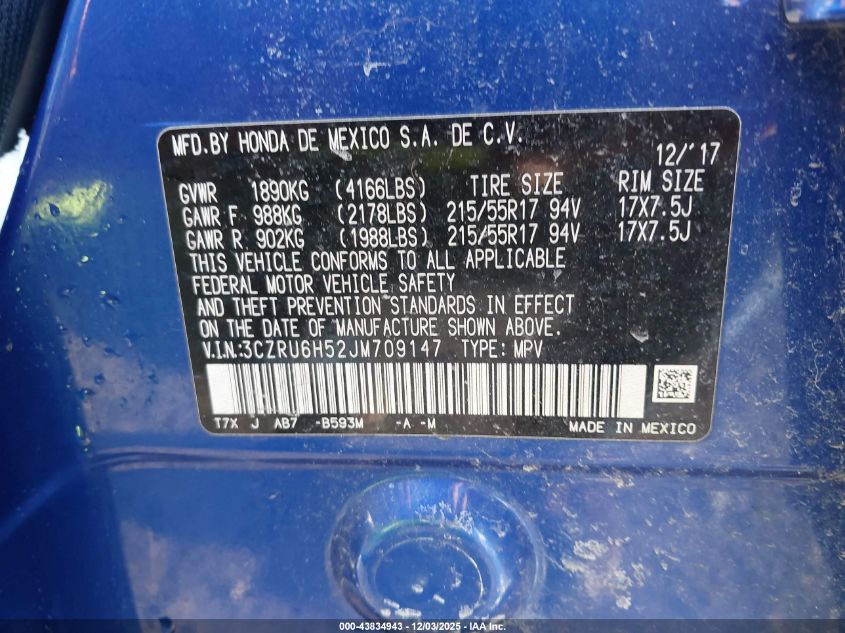 MFD.BY HONDA DE MEXICO S.A. DE C.V.
12/'17
GVWR 1890KG (4166LBS) TIRE SIZE RIM SIZE
GAWR F 988KG (2178LBS) 215/55R17 94V 17X7.5J
GAWR R 902KG (1988LBS) 215/55R17 94V 17X7.5J
THIS VEHICLE CONFORMS TO ALL APPLICABLE
FEDERAL MOTOR VEHICLE SAFETY
AND THEFT PREVENTION STANDARDS IN EFFECT
ON THE DATE OF MANUFACTURE SHOWN ABOVE.
V.I.N:3CZRU6H52JM709147 TYPE: MPV
T7X J AB7 -B593M -A -M MADE IN MEXICO
000-43834943 - 12/03/2025 - IAA Inc.